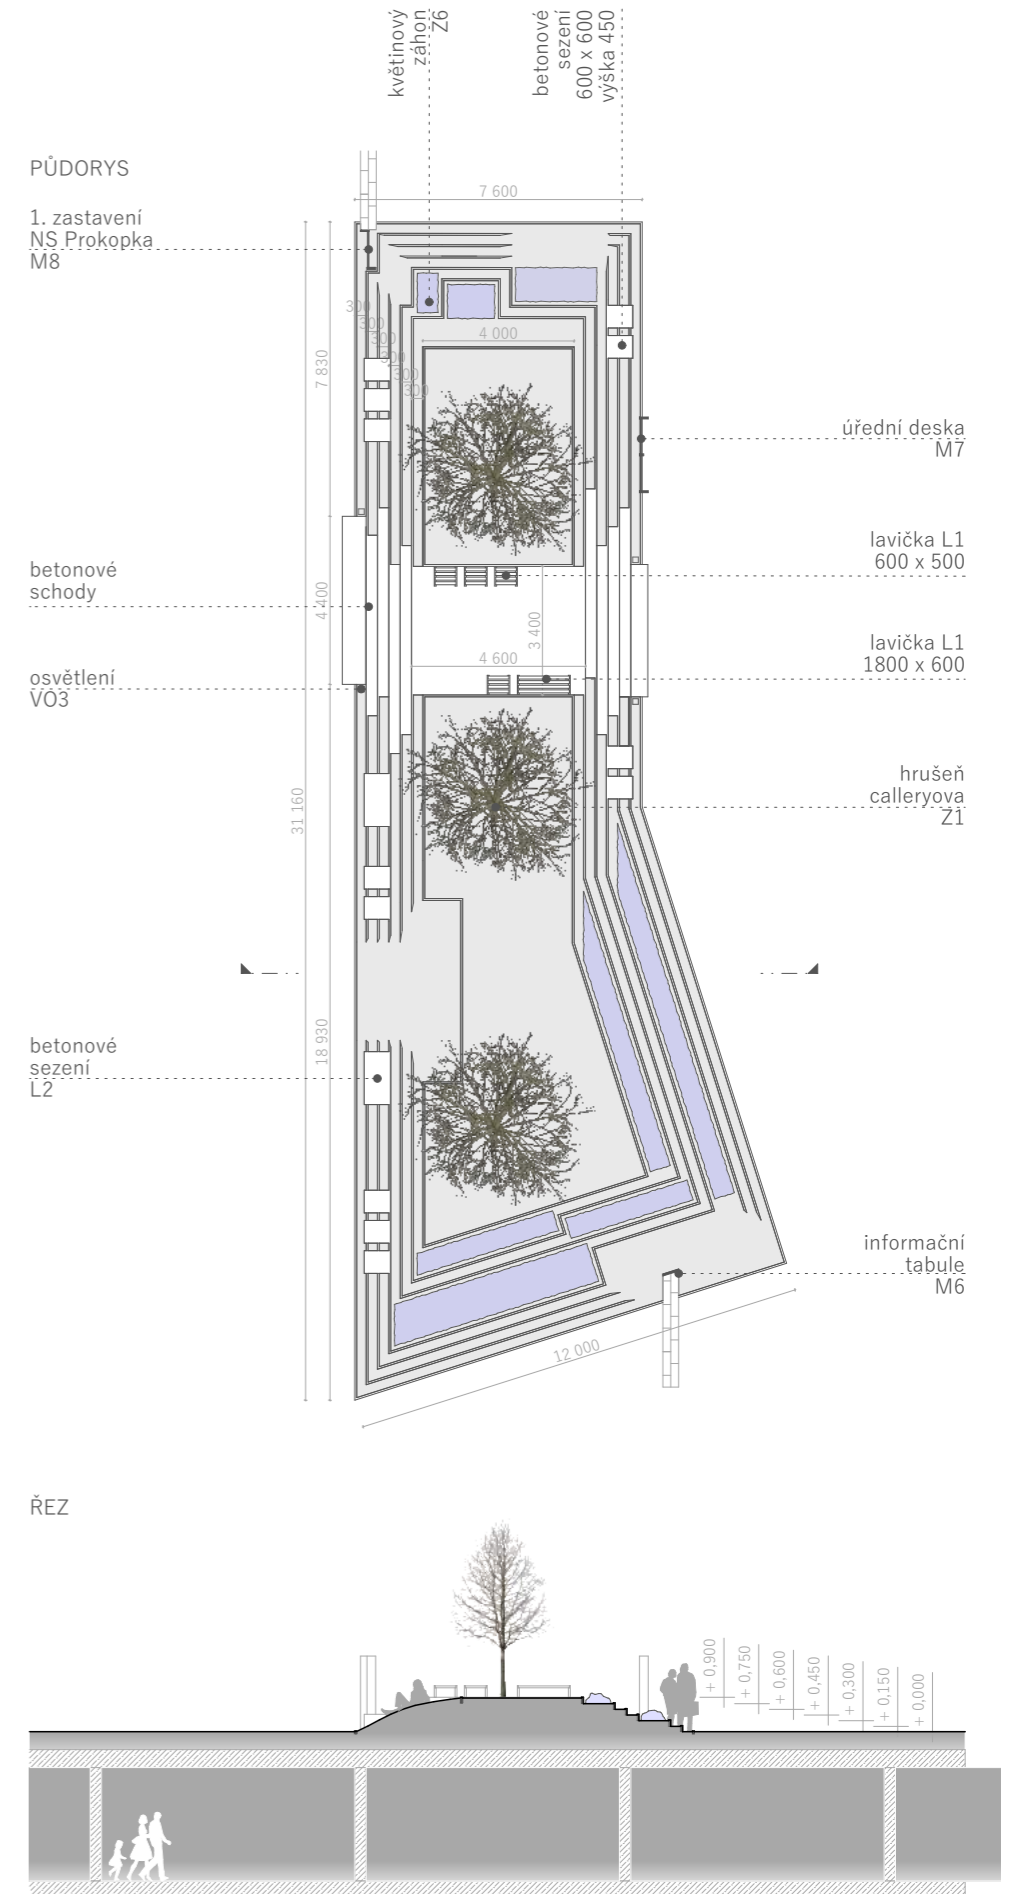 květinový
záhon
Z6
betonové
sezení
600 x 600
výška 450
PŮDORYS
7 600
1. zastavení
NS Prokopka
M8
300
300
300
300
300
300
4 000
7 830
úřední deska
M7
lavička L1
600 x 500
betonové
schody
4 400
3 400
lavička L1
1800 x 600
4 600
osvětlení
VO3
hrušeň
calleryova
Z1
31 160
18 930
betonové
sezení
L2
informační
tabule
M6
12 000
ŘEZ
+ 0,900
+ 0,750
+ 0,600
+ 0,450
+ 0,300
+ 0,150
+ 0,000